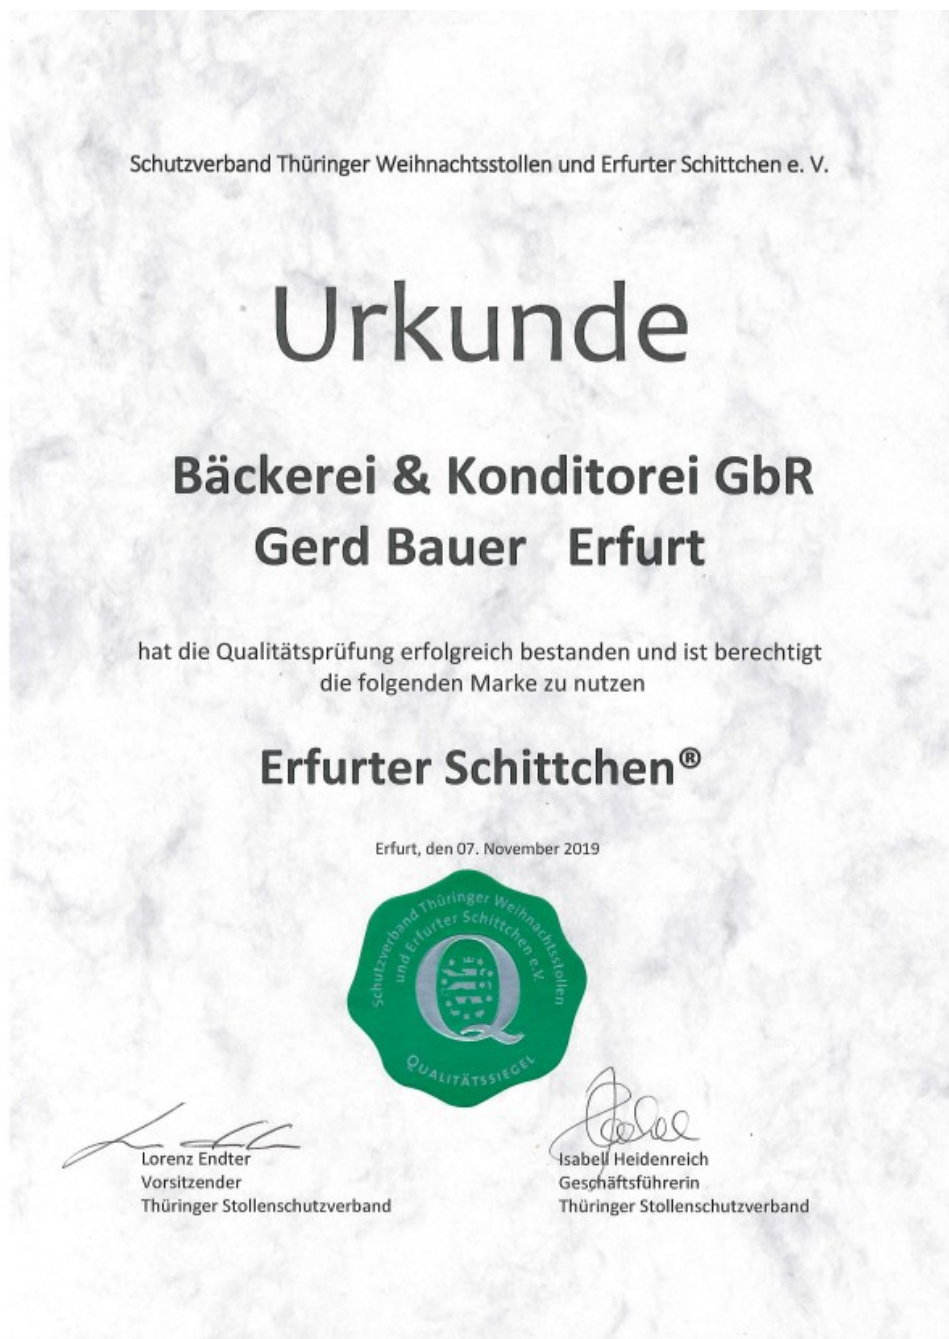 Schutzverband Thüringer Weihnachtsstollen und Erfurter Schittchen e. V.
Urkunde
Bäckerei & Konditorei GbR
Gerd Bauer Erfurt
hat die Qualitätsprüfung erfolgreich bestanden und ist berechtigt
die folgenden Marke zu nutzen
Erfurter Schittchen®
Erfurt, den 07. November 2019
Schutzverband Thüringer Weihnachtsstollen
und Erfurter Schittchen e.V.
Q
QUALITÄTSSIEGEL
Lorenz Endter
Vorsitzender
Thüringer Stollenschutzverband
Isabell Heidenreich
Geschäftsführerin
Thüringer Stollenschutzverband